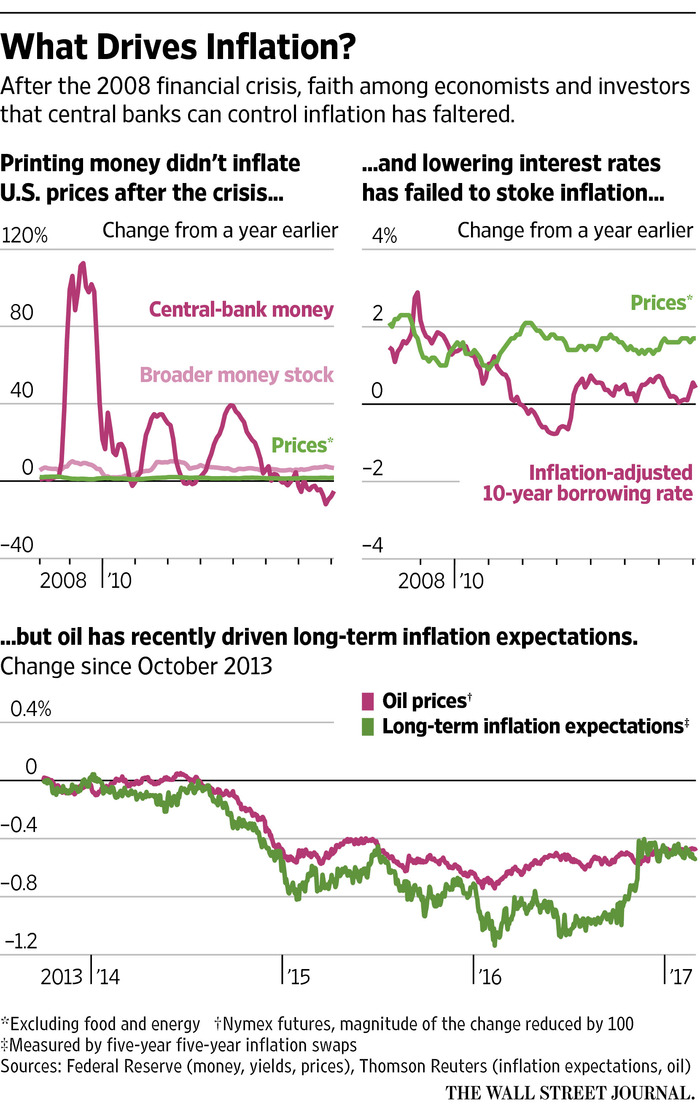 What Drives Inflation?
After the 2008 financial crisis, faith among economists and investors
that central banks can control inflation has faltered.
Printing money didn’t inflate
U.S. prices after the crisis...
120%
Change from a year earlier
Central-bank money
80
Broader money stock
40
Prices*
0
–40
2008
’10
...and lowering interest rates
has failed to stoke inflation...
4%
Change from a year earlier
Prices*
2
0
–2
Inflation-adjusted
10-year borrowing rate
–4
2008
’10
...but oil has recently driven long-term inflation expectations.
Change since October 2013
0.4%
Oil prices†
Long-term inflation expectations‡
0
–0.4
–0.8
–1.2
2013
’14
’15
’16
’17
*Excluding food and energy †Nymex futures, magnitude of the change reduced by 100
‡Measured by five-year five-year inflation swaps
Sources: Federal Reserve (money, yields, prices), Thomson Reuters (inflation expectations, oil)
THE WALL STREET JOURNAL.